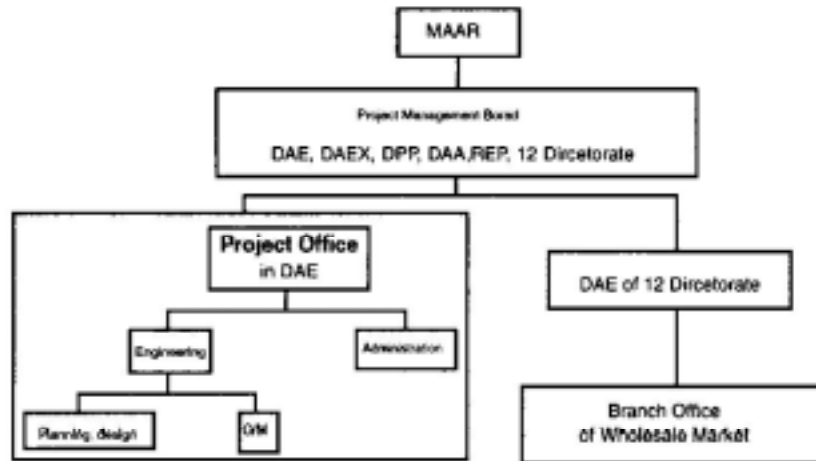 MAAR
Project Management Borad
DAE, DAEX, DPP, DAA,REP, 12 Dircetorate
Project Office
in DAE
DAE of 12 Dircetorate
Engineering
Administration
Planning, design
O/M
Branch Office
of Wholesale Market